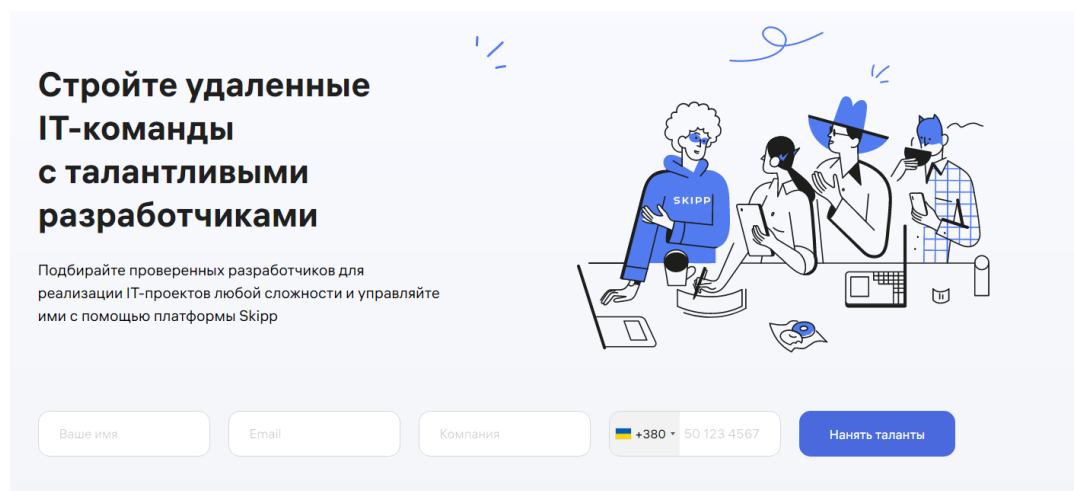 Стройте удаленные
IT-команды
с талантливыми
разработчиками
Подбирайте проверенных разработчиков для
реализации IT-проектов любой сложности и управляйте
ими с помощью платформы Skipp
SKIPP
Ваше имя
Email
Компания
+380 50 123 4567
Нанять таланты